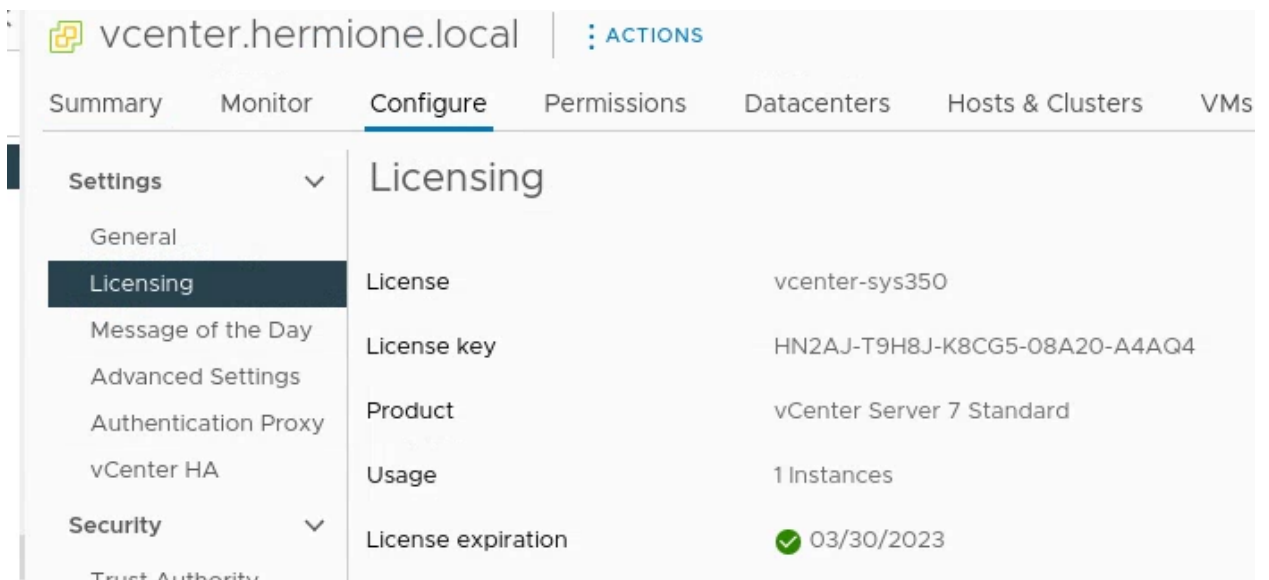 vcenter.hermione.local ACTIONS
Summary Monitor Configure Permissions Datacenters Hosts & Clusters VMs
Settings
General
Licensing
Message of the Day
Advanced Settings
Authentication Proxy
vCenter HA
Security
Trust Authority
Licensing
License vcenter-sys350
License key HN2AJ-T9H8J-K8CG5-08A20-A4AQ4
Product vCenter Server 7 Standard
Usage 1 Instances
License expiration 03/30/2023